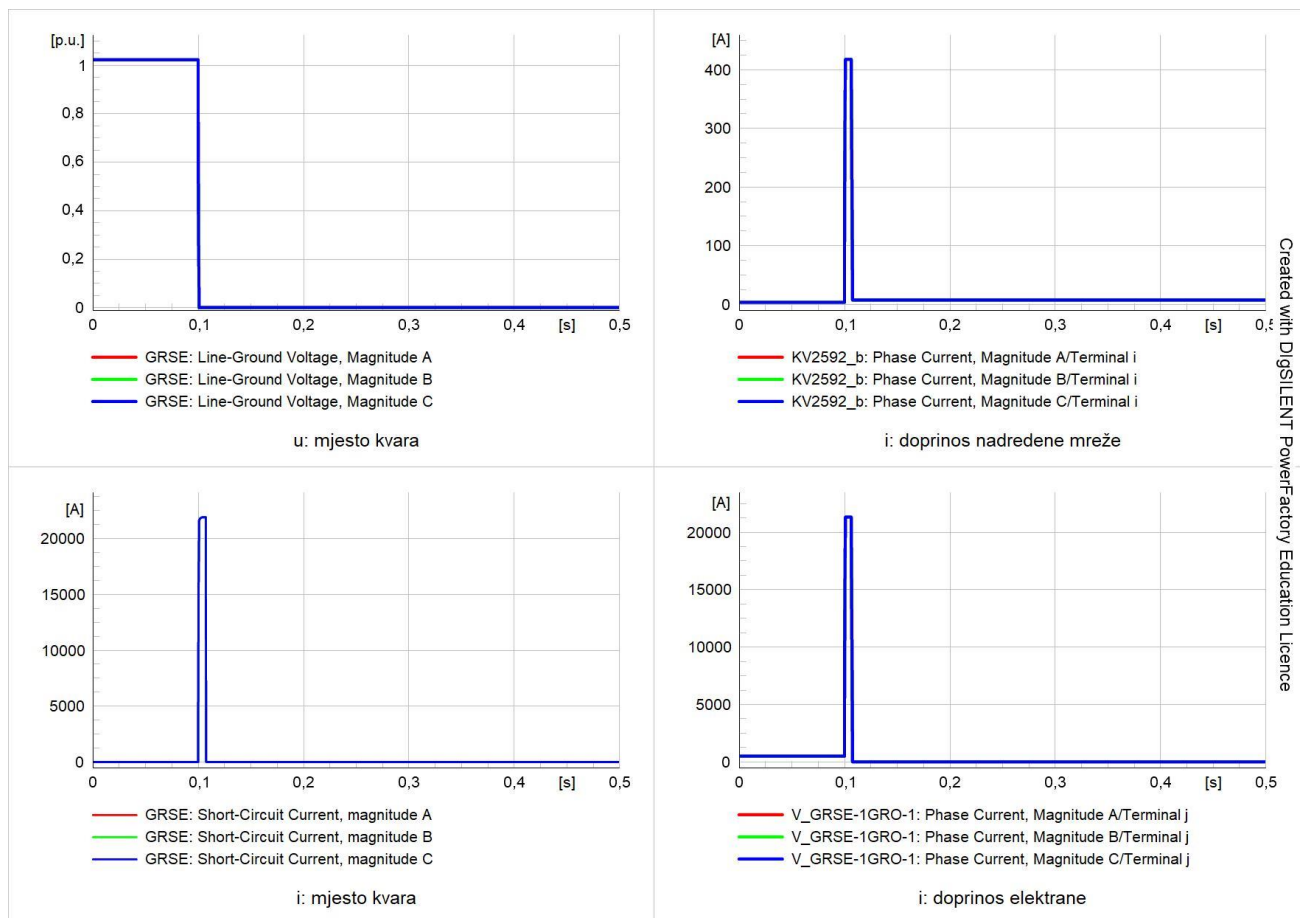 [p.u.]
1
0,8
0,6
0,4
0,2
0
0 0,1 0,2 0,3 0,4 [s] 0,5
GRSE: Line-Ground Voltage, Magnitude A
GRSE: Line-Ground Voltage, Magnitude B
GRSE: Line-Ground Voltage, Magnitude C
u: mjesto kvara
[A]
400
300
200
100
0
0 0,1 0,2 0,3 0,4 [s] 0,5
KV2592_b: Phase Current, Magnitude A/Terminal i
KV2592_b: Phase Current, Magnitude B/Terminal i
KV2592_b: Phase Current, Magnitude C/Terminal i
i: doprinos nadređene mreže
[A]
20000
15000
10000
5000
0
0 0,1 0,2 0,3 0,4 [s] 0,5
GRSE: Short-Circuit Current, magnitude A
GRSE: Short-Circuit Current, magnitude B
GRSE: Short-Circuit Current, magnitude C
i: mjesto kvara
[A]
20000
15000
10000
5000
0
0 0,1 0,2 0,3 0,4 [s] 0,5
V_GRSE-1GRO-1: Phase Current, Magnitude A/Terminal j
V_GRSE-1GRO-1: Phase Current, Magnitude B/Terminal j
V_GRSE-1GRO-1: Phase Current, Magnitude C/Terminal j
i: doprinos elektrane
Created with DIgSILENT PowerFactory Education Licence